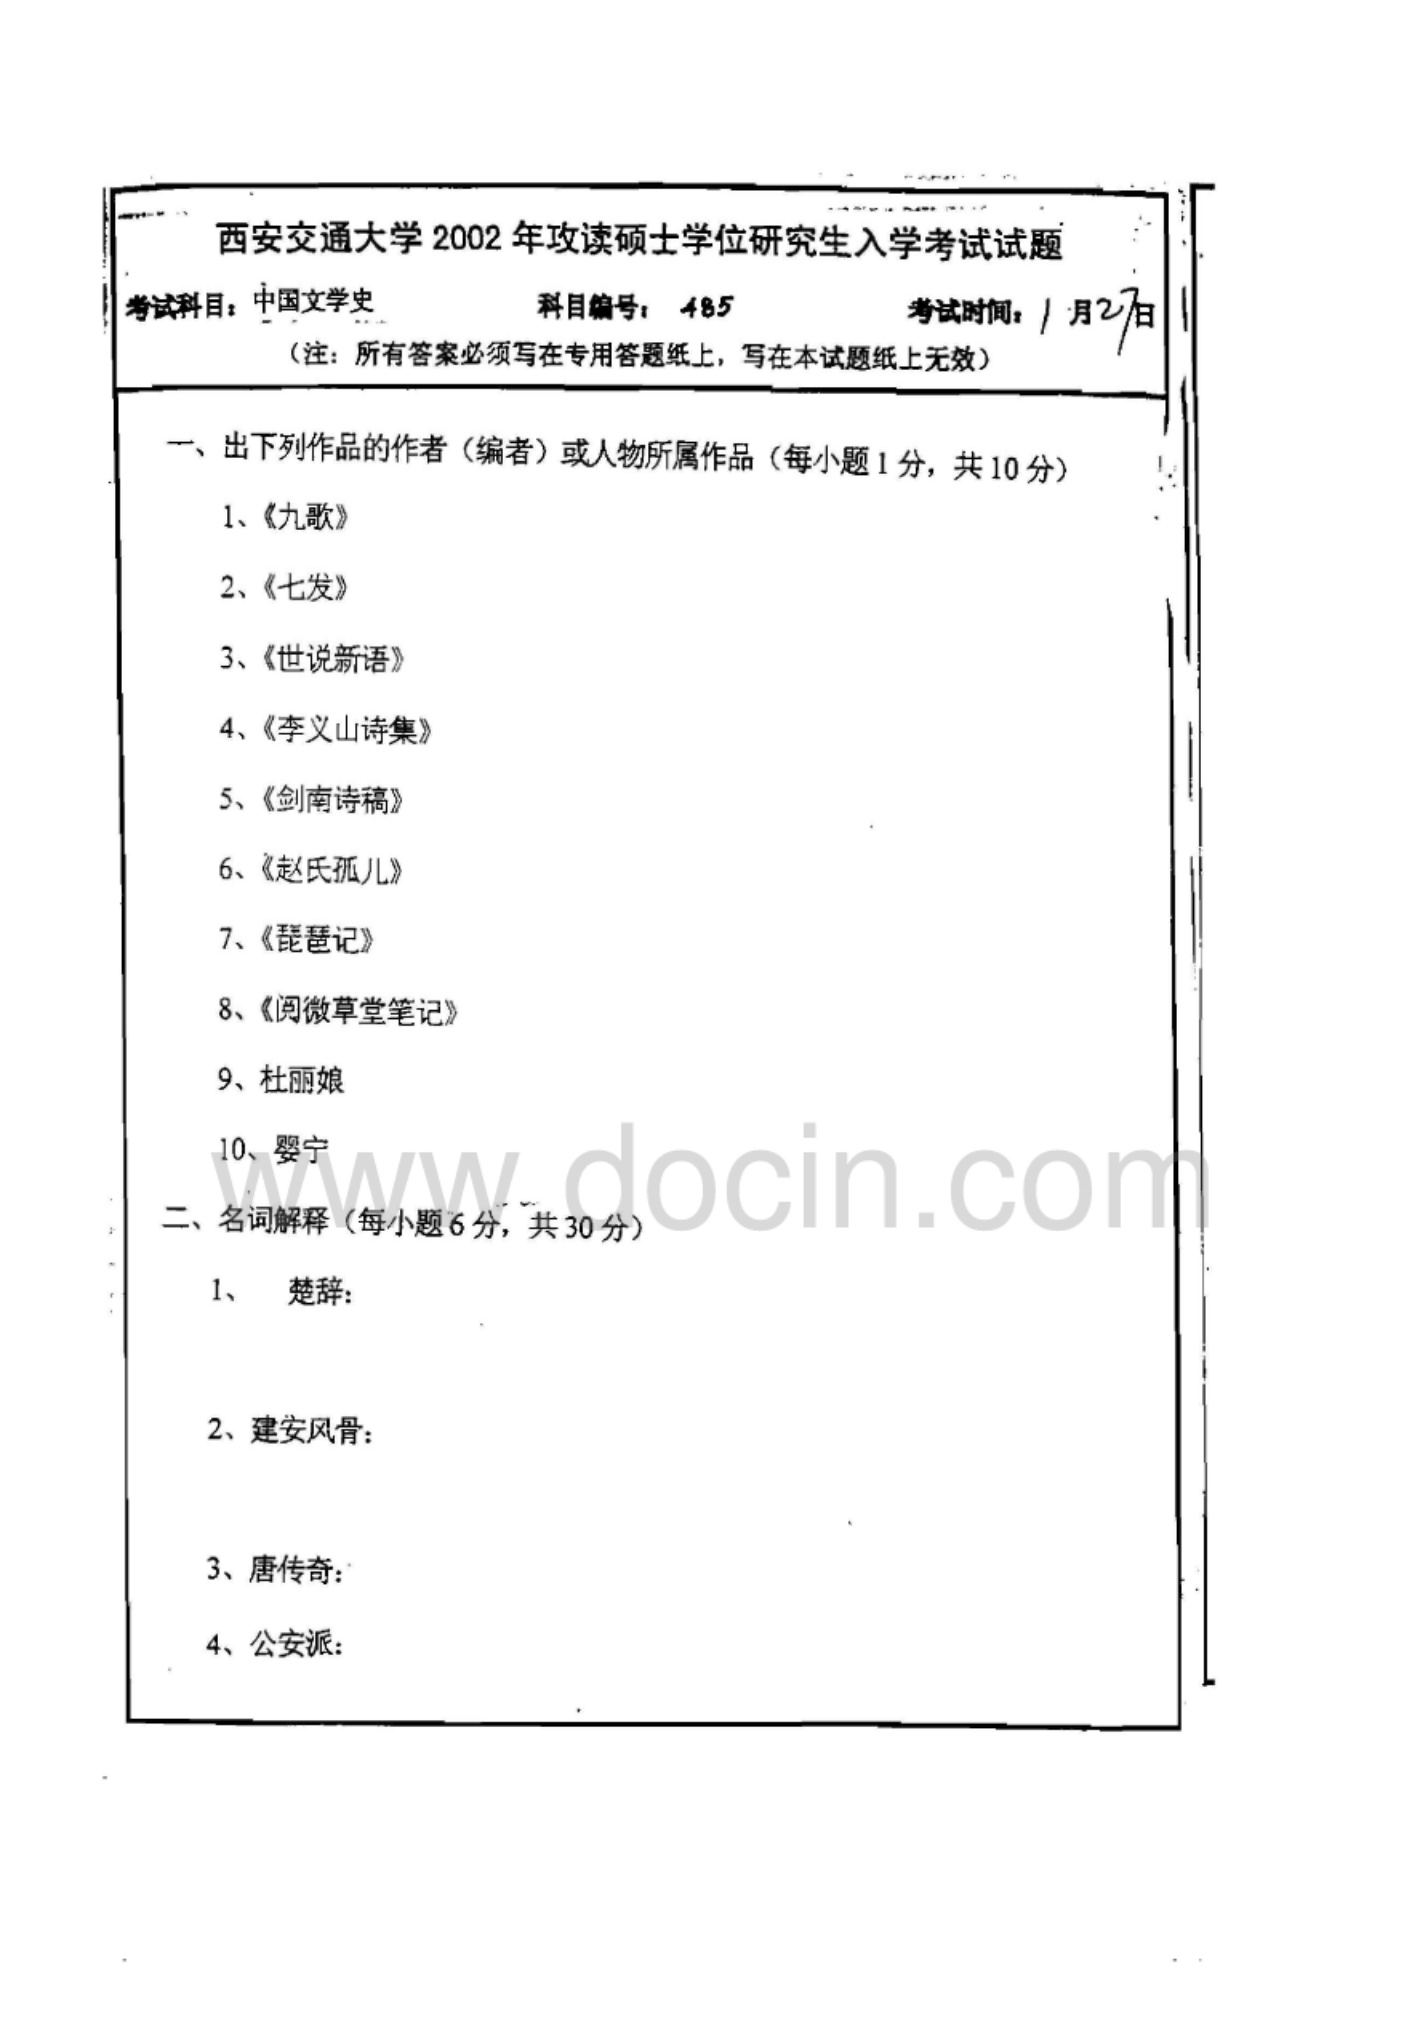 西安交通大学 2002 年攻读硕士学位研究生入学考试试题
考试科目：中国文学史 科目编号： 485 考试时间：1 月27日
（注：所有答案必须写在专用答题纸上，写在本试题纸上无效）
一、出下列作品的作者（编者）或人物所属作品（每小题 1 分，共 10 分）
1、《九歌》
2、《七发》
3、《世说新语》
4、《李义山诗集》
5、《剑南诗稿》
6、《赵氏孤儿》
7、《琵琶记》
8、《阅微草堂笔记》
9、杜丽娘
10、婴宁
www.docin.com
二、名词解释（每小题 6 分，共 30 分）
1、 楚辞：
2、建安风骨：
3、唐传奇：
4、公安派：